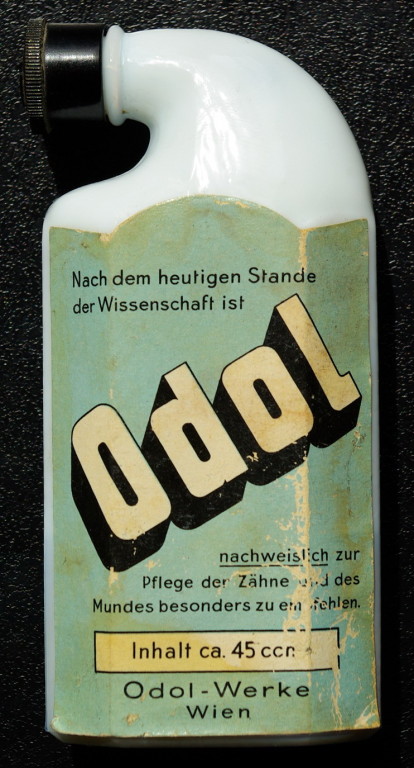 Nach dem heutigen Stande
der Wissenschaft ist
Odol
nachweislich zur
Pflege der Zähne und des
Mundes besonders zu empfehlen.
Inhalt ca. 45 ccm
Odol-Werke
Wien